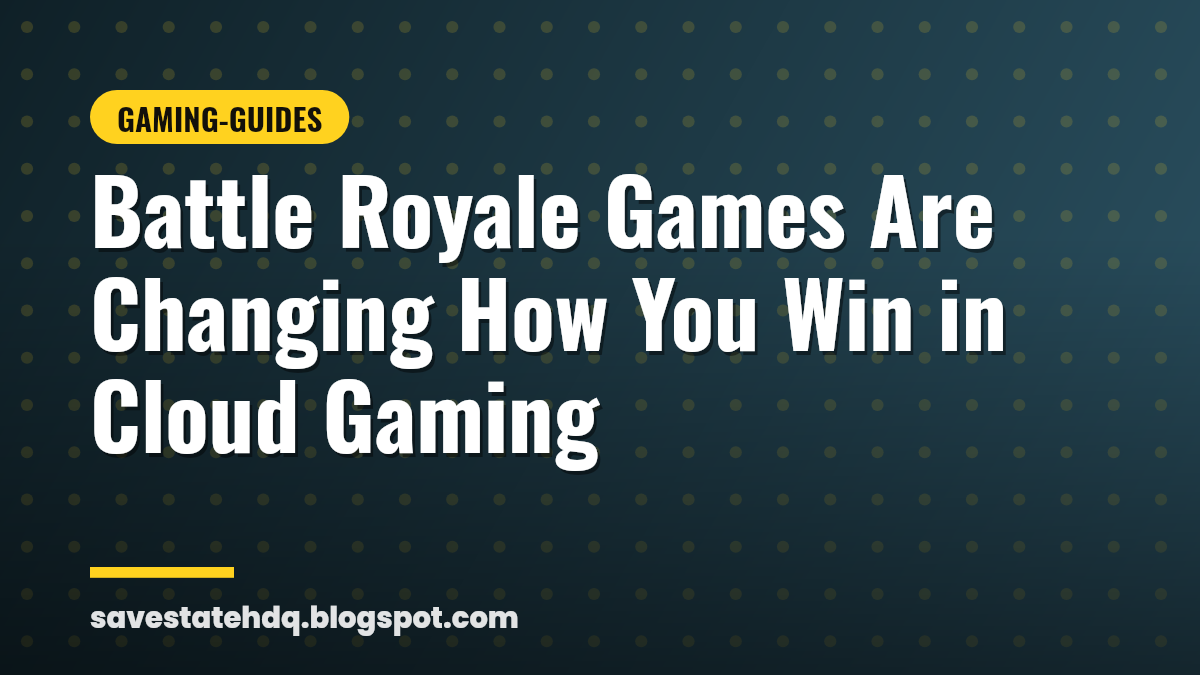 GAMING-GUIDES
Battle Royale Games Are
Changing How You Win in
Cloud Gaming
savestatehdq.blogspot.com